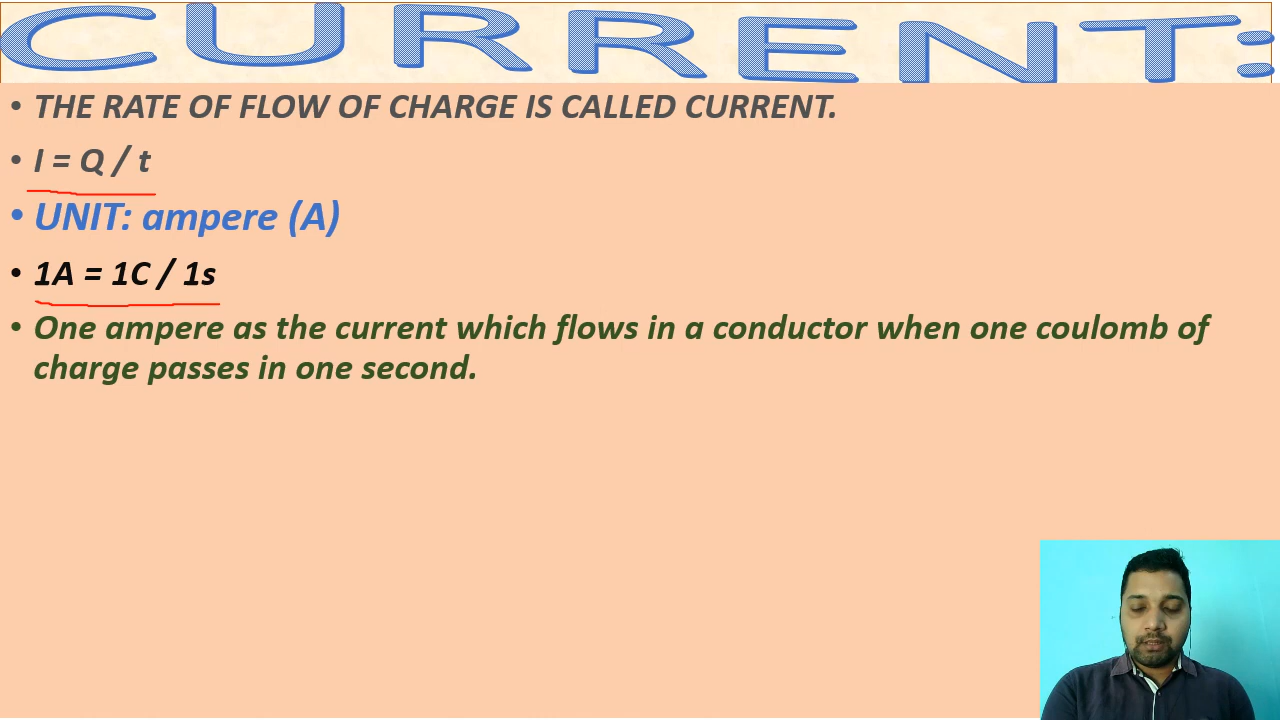 CURRENT:
• THE RATE OF FLOW OF CHARGE IS CALLED CURRENT.
• I = Q / t
• UNIT: ampere (A)
• 1A = 1C / 1s
• One ampere as the current which flows in a conductor when one coulomb of
charge passes in one second.